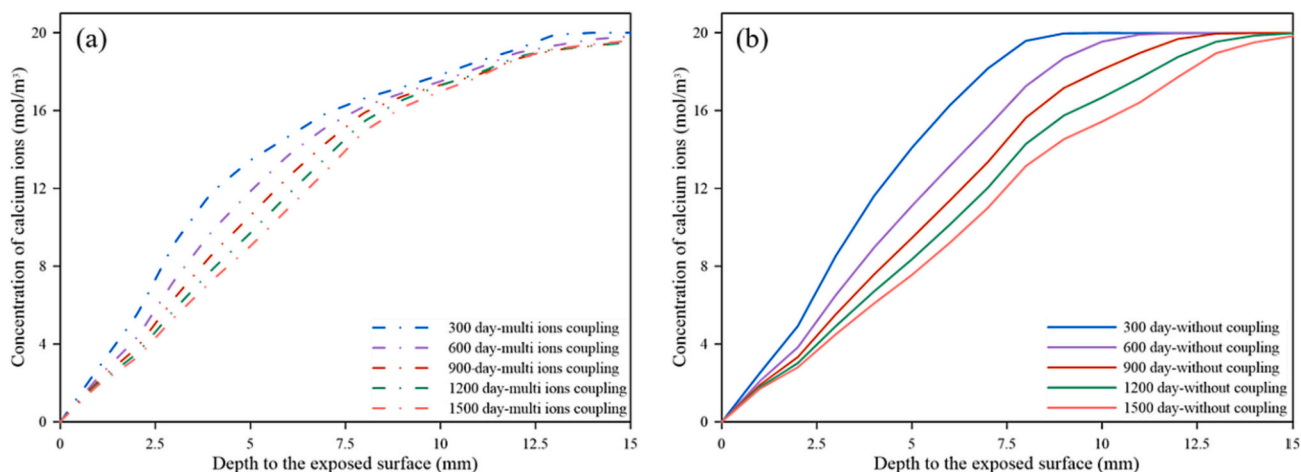 (a)
Concentration of calcium ions (mol/m³)
20
16
12
8
4
0
0 2.5 5 7.5 10 12.5 15
Depth to the exposed surface (mm)
300 day-multi ions coupling
600 day-multi ions coupling
900-day-multi ions coupling
1200 day-multi ions coupling
1500 day-multi ions coupling
(b)
Concentration of calcium ions (mol/m³)
20
16
12
8
4
0
0 2.5 5 7.5 10 12.5 15
Depth to the exposed surface (mm)
300 day-without coupling
600 day-without coupling
900 day-without coupling
1200 day-without coupling
1500 day-without coupling